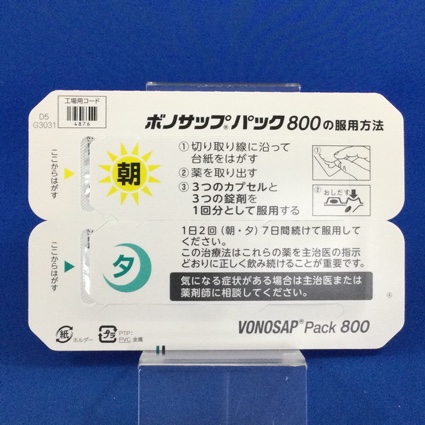 工場用コード
4876
D5
G3031
ボノサップ®パック800の服用方法
ここからはがす
朝
①切り取り線に沿って
台紙をはがす
②薬を取り出す
③3つのカプセルと
3つの錠剤を
1回分として服用する
①
②おしだす
ここからはがす
夕
1日2回(朝・夕)7日間続けて服用して
ください。
この治療法はこれらの薬を主治医の指示
どおりに正しく飲み続けることが重要です。
気になる症状がある場合は主治医または
薬剤師に相談してください。
紙 ホルダー
プラ PTP:
PVC, 金属
VONOSAP® Pack 800